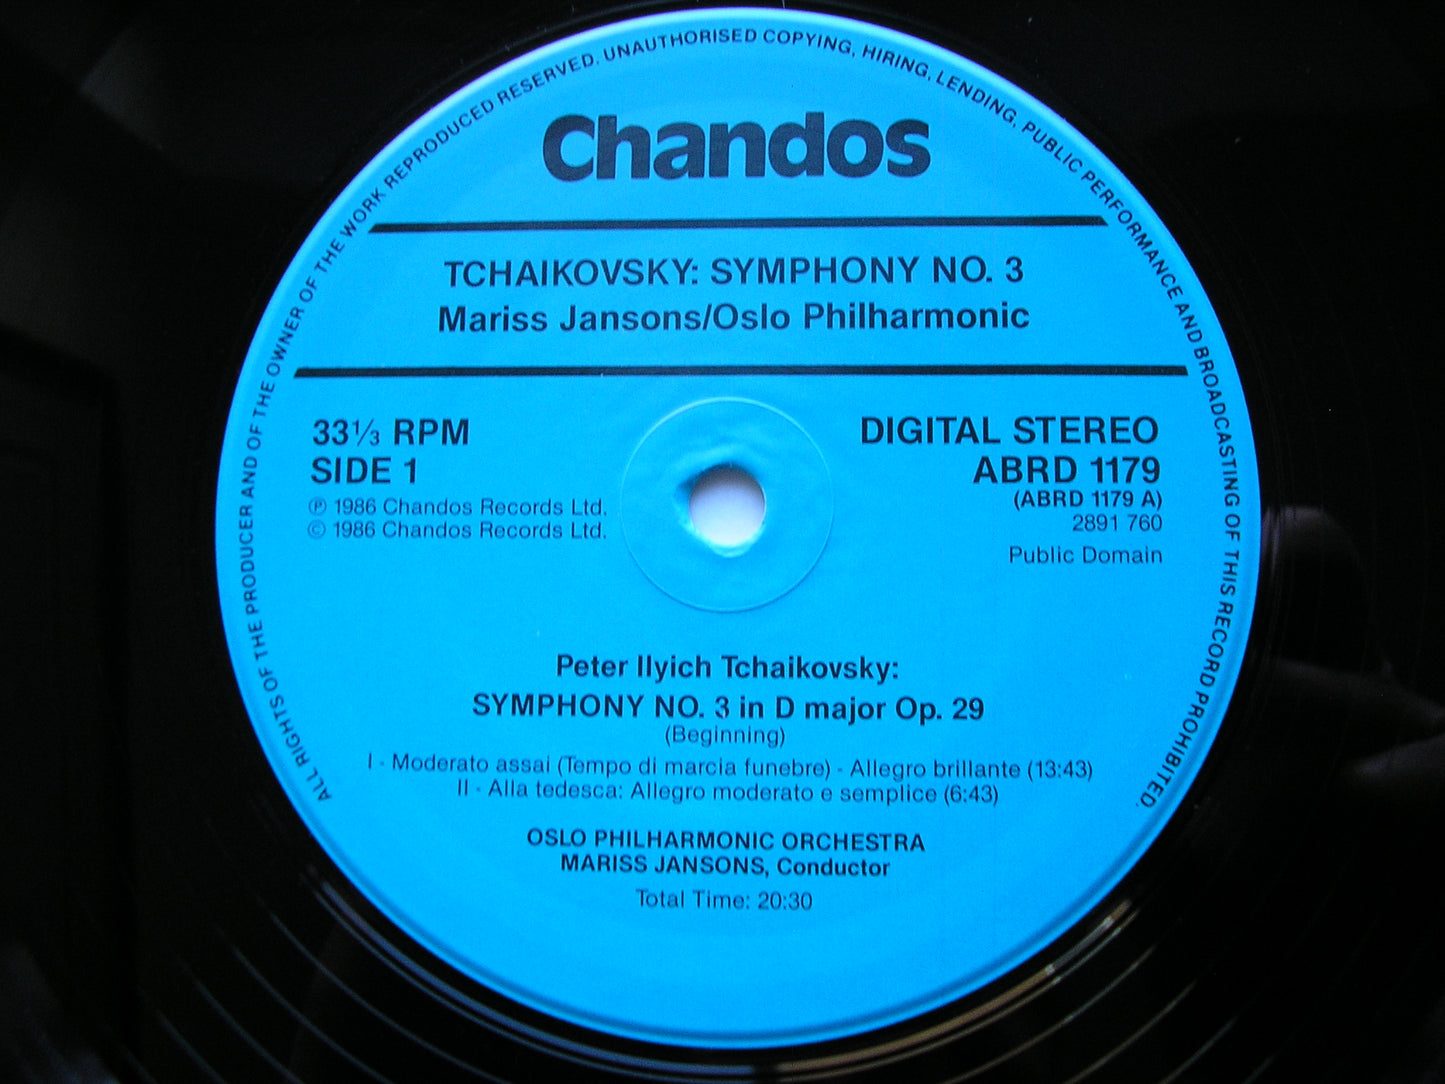 ALL RIGHTS OF THE PRODUCER AND OF THE OWNER OF THE WORK REPRODUCED RESERVED. UNAUTHORISED COPYING, HIRING, LENDING, PUBLIC PERFORMANCE AND BROADCASTING OF THIS RECORD PROHIBITED.
Chandos
TCHAIKOVSKY: SYMPHONY NO. 3
Mariss Jansons/Oslo Philharmonic
33⅓ RPM
SIDE 1
℗ 1986 Chandos Records Ltd.
© 1986 Chandos Records Ltd.
DIGITAL STEREO
ABRD 1179
(ABRD 1179 A)
2891 760
Public Domain
Peter Ilyich Tchaikovsky:
SYMPHONY NO. 3 in D major Op. 29
(Beginning)
I - Moderato assai (Tempo di marcia funebre) - Allegro brillante (13:43)
II - Alla tedesca: Allegro moderato e semplice (6:43)
OSLO PHILHARMONIC ORCHESTRA
MARISS JANSONS, Conductor
Total Time: 20:30